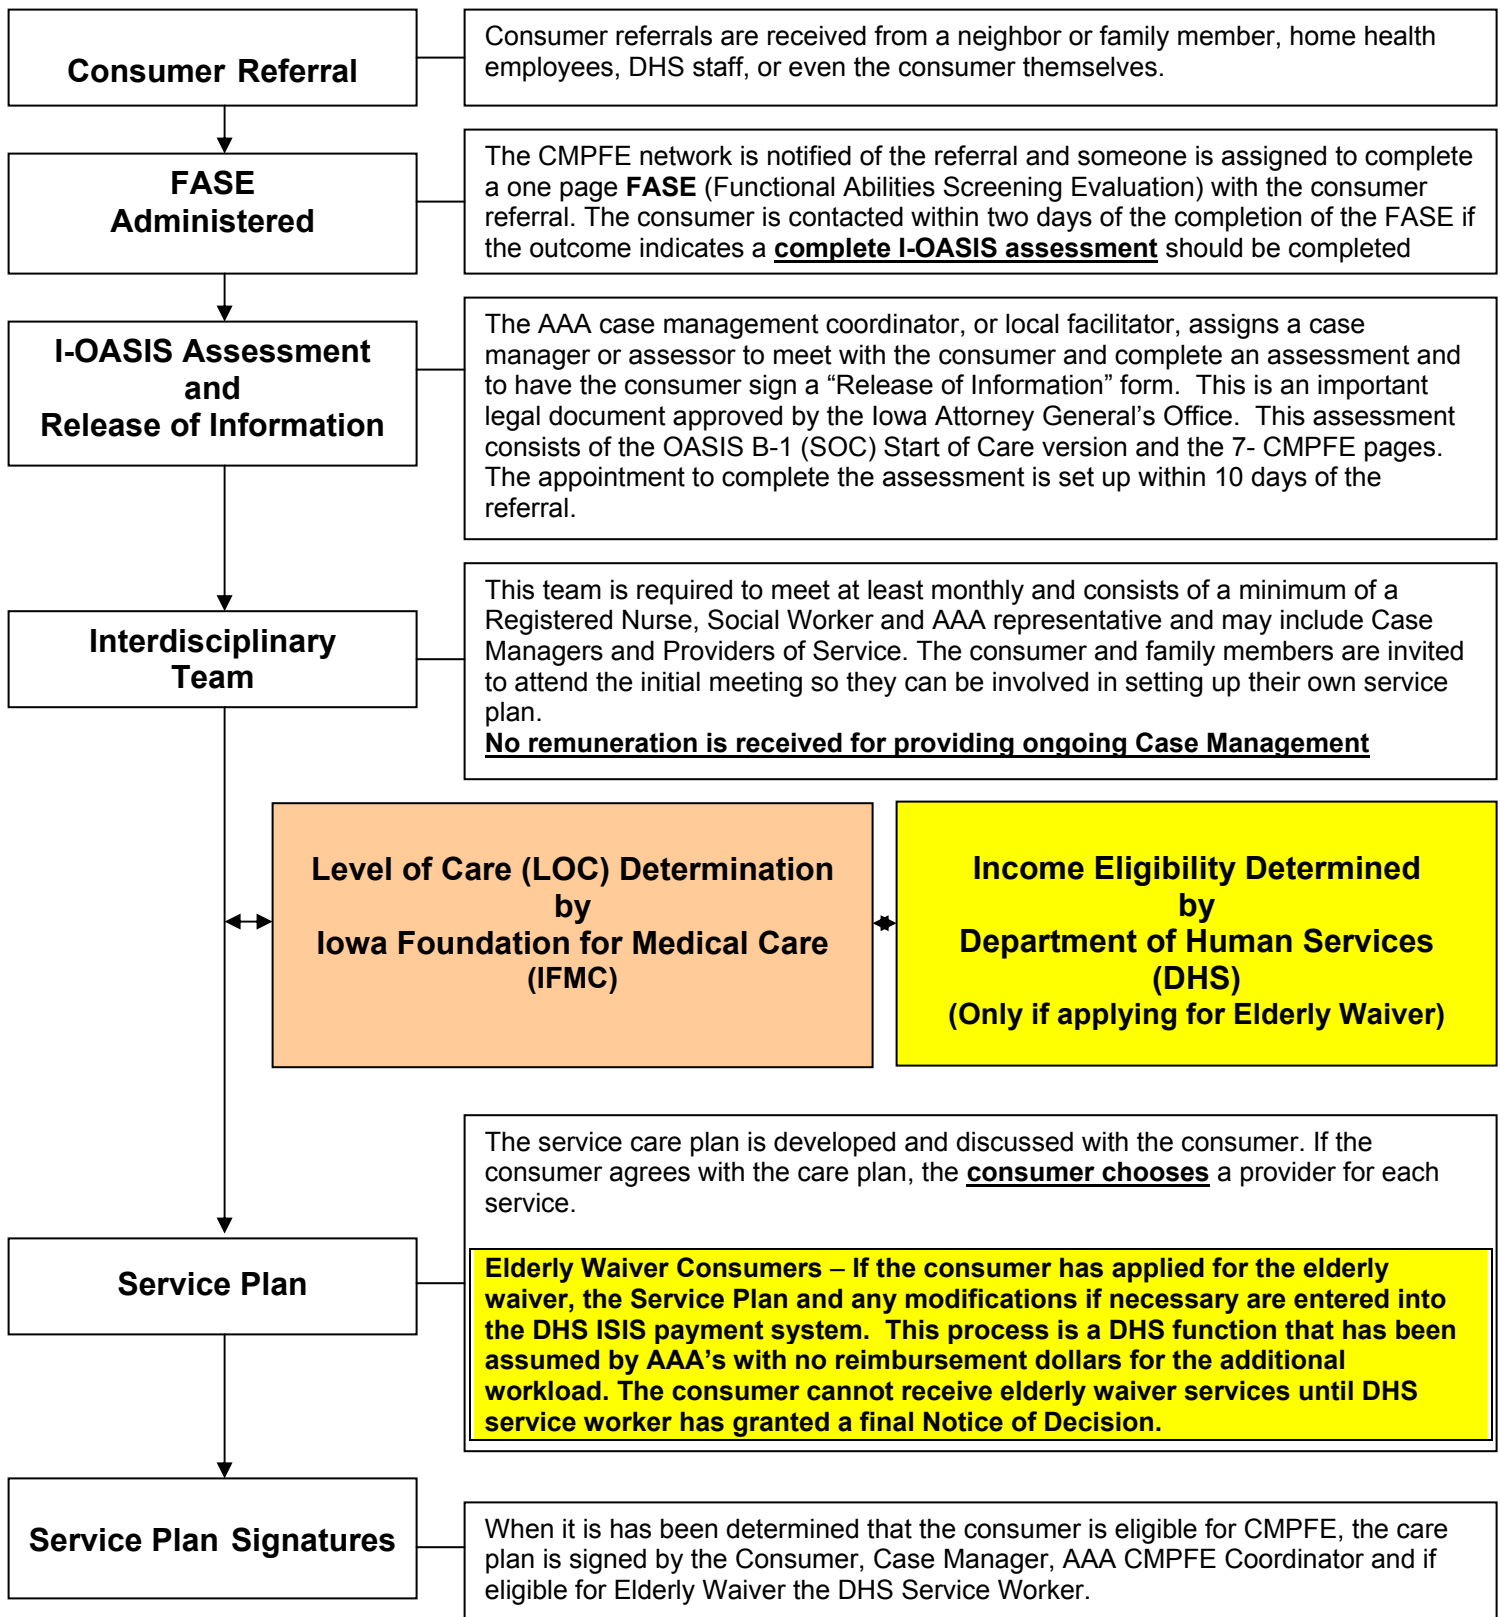 Consumer Referral
Consumer referrals are received from a neighbor or family member, home health
employees, DHS staff, or even the consumer themselves.
FASE
Administered
The CMPFE network is notified of the referral and someone is assigned to complete
a one page FASE (Functional Abilities Screening Evaluation) with the consumer
referral. The consumer is contacted within two days of the completion of the FASE if
the outcome indicates a complete I-OASIS assessment should be completed
I-OASIS Assessment
and
Release of Information
The AAA case management coordinator, or local facilitator, assigns a case
manager or assessor to meet with the consumer and complete an assessment and
to have the consumer sign a “Release of Information” form. This is an important
legal document approved by the Iowa Attorney General’s Office. This assessment
consists of the OASIS B-1 (SOC) Start of Care version and the 7- CMPFE pages.
The appointment to complete the assessment is set up within 10 days of the
referral.
Interdisciplinary
Team
This team is required to meet at least monthly and consists of a minimum of a
Registered Nurse, Social Worker and AAA representative and may include Case
Managers and Providers of Service. The consumer and family members are invited
to attend the initial meeting so they can be involved in setting up their own service
plan.
No remuneration is received for providing ongoing Case Management
Level of Care (LOC) Determination
by
Iowa Foundation for Medical Care
(IFMC)
Income Eligibility Determined
by
Department of Human Services
(DHS)
(Only if applying for Elderly Waiver)
Service Plan
The service care plan is developed and discussed with the consumer. If the
consumer agrees with the care plan, the consumer chooses a provider for each
service.
Elderly Waiver Consumers – If the consumer has applied for the elderly
waiver, the Service Plan and any modifications if necessary are entered into
the DHS ISIS payment system. This process is a DHS function that has been
assumed by AAA’s with no reimbursement dollars for the additional
workload. The consumer cannot receive elderly waiver services until DHS
service worker has granted a final Notice of Decision.
Service Plan Signatures
When it is has been determined that the consumer is eligible for CMPFE, the care
plan is signed by the Consumer, Case Manager, AAA CMPFE Coordinator and if
eligible for Elderly Waiver the DHS Service Worker.